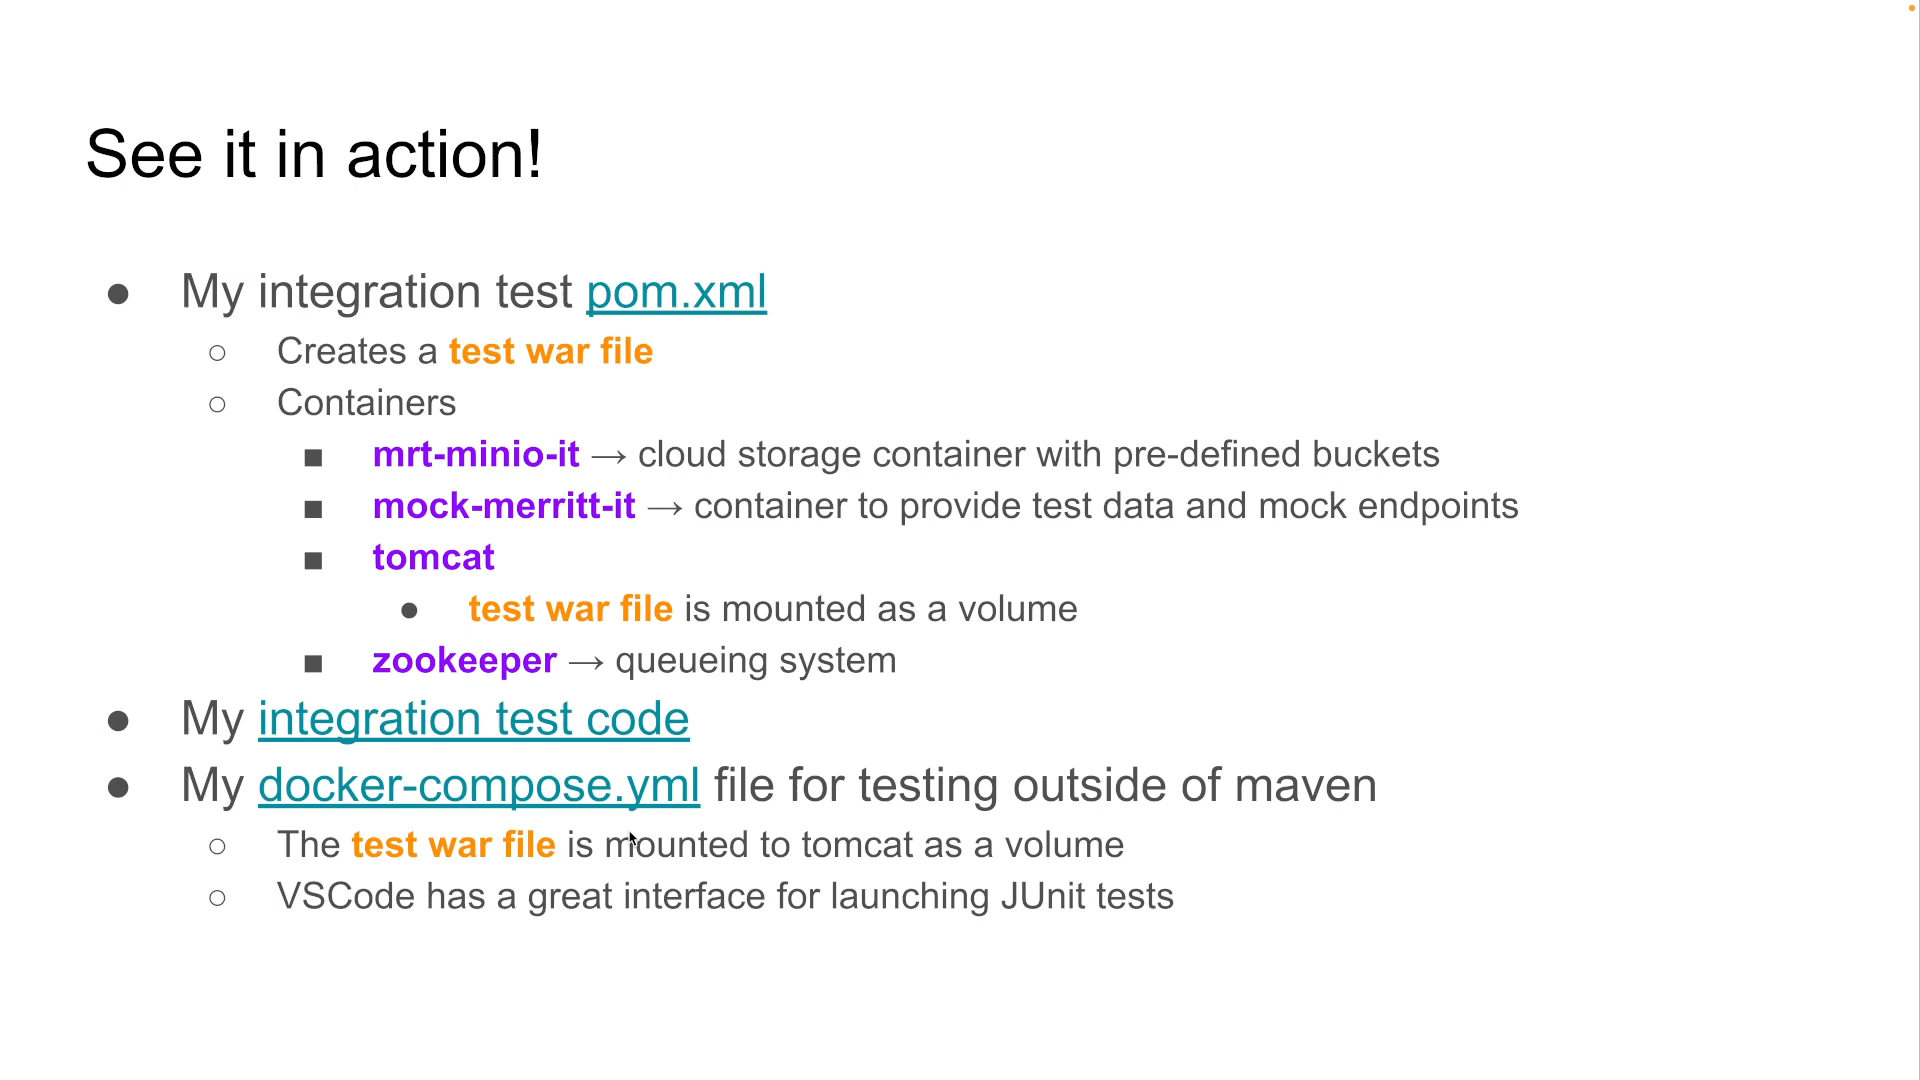 See it in action!
● My integration test pom.xml
○ Creates a test war file
○ Containers
■ mrt-minio-it → cloud storage container with pre-defined buckets
■ mock-merritt-it → container to provide test data and mock endpoints
■ tomcat
● test war file is mounted as a volume
■ zookeeper → queueing system
● My integration test code
● My docker-compose.yml file for testing outside of maven
○ The test war file is mounted to tomcat as a volume
○ VSCode has a great interface for launching JUnit tests